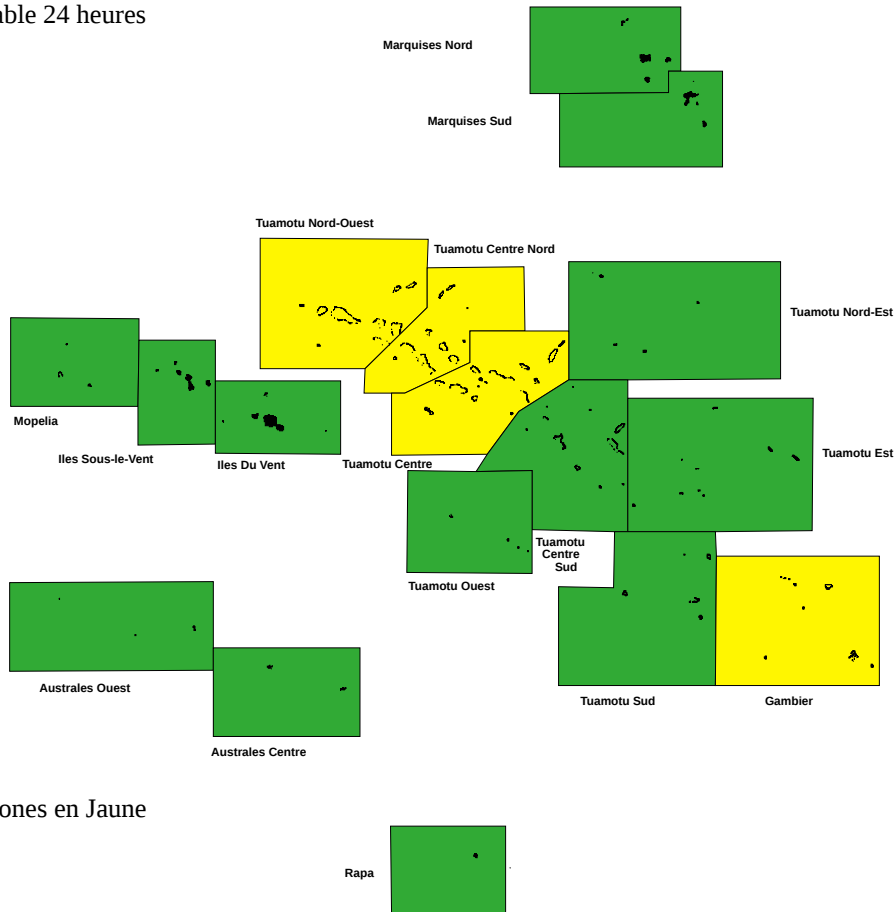 able 24 heures
Marquises Nord
Marquises Sud
Tuamotu Nord-Ouest
Tuamotu Centre Nord
Tuamotu Nord-Est
Mopelia
Iles Sous-le-Vent
Iles Du Vent
Tuamotu Centre
Tuamotu Est
Tuamotu
Centre
Sud
Tuamotu Ouest
Australes Ouest
Tuamotu Sud
Gambier
Australes Centre
ones en Jaune
Rapa